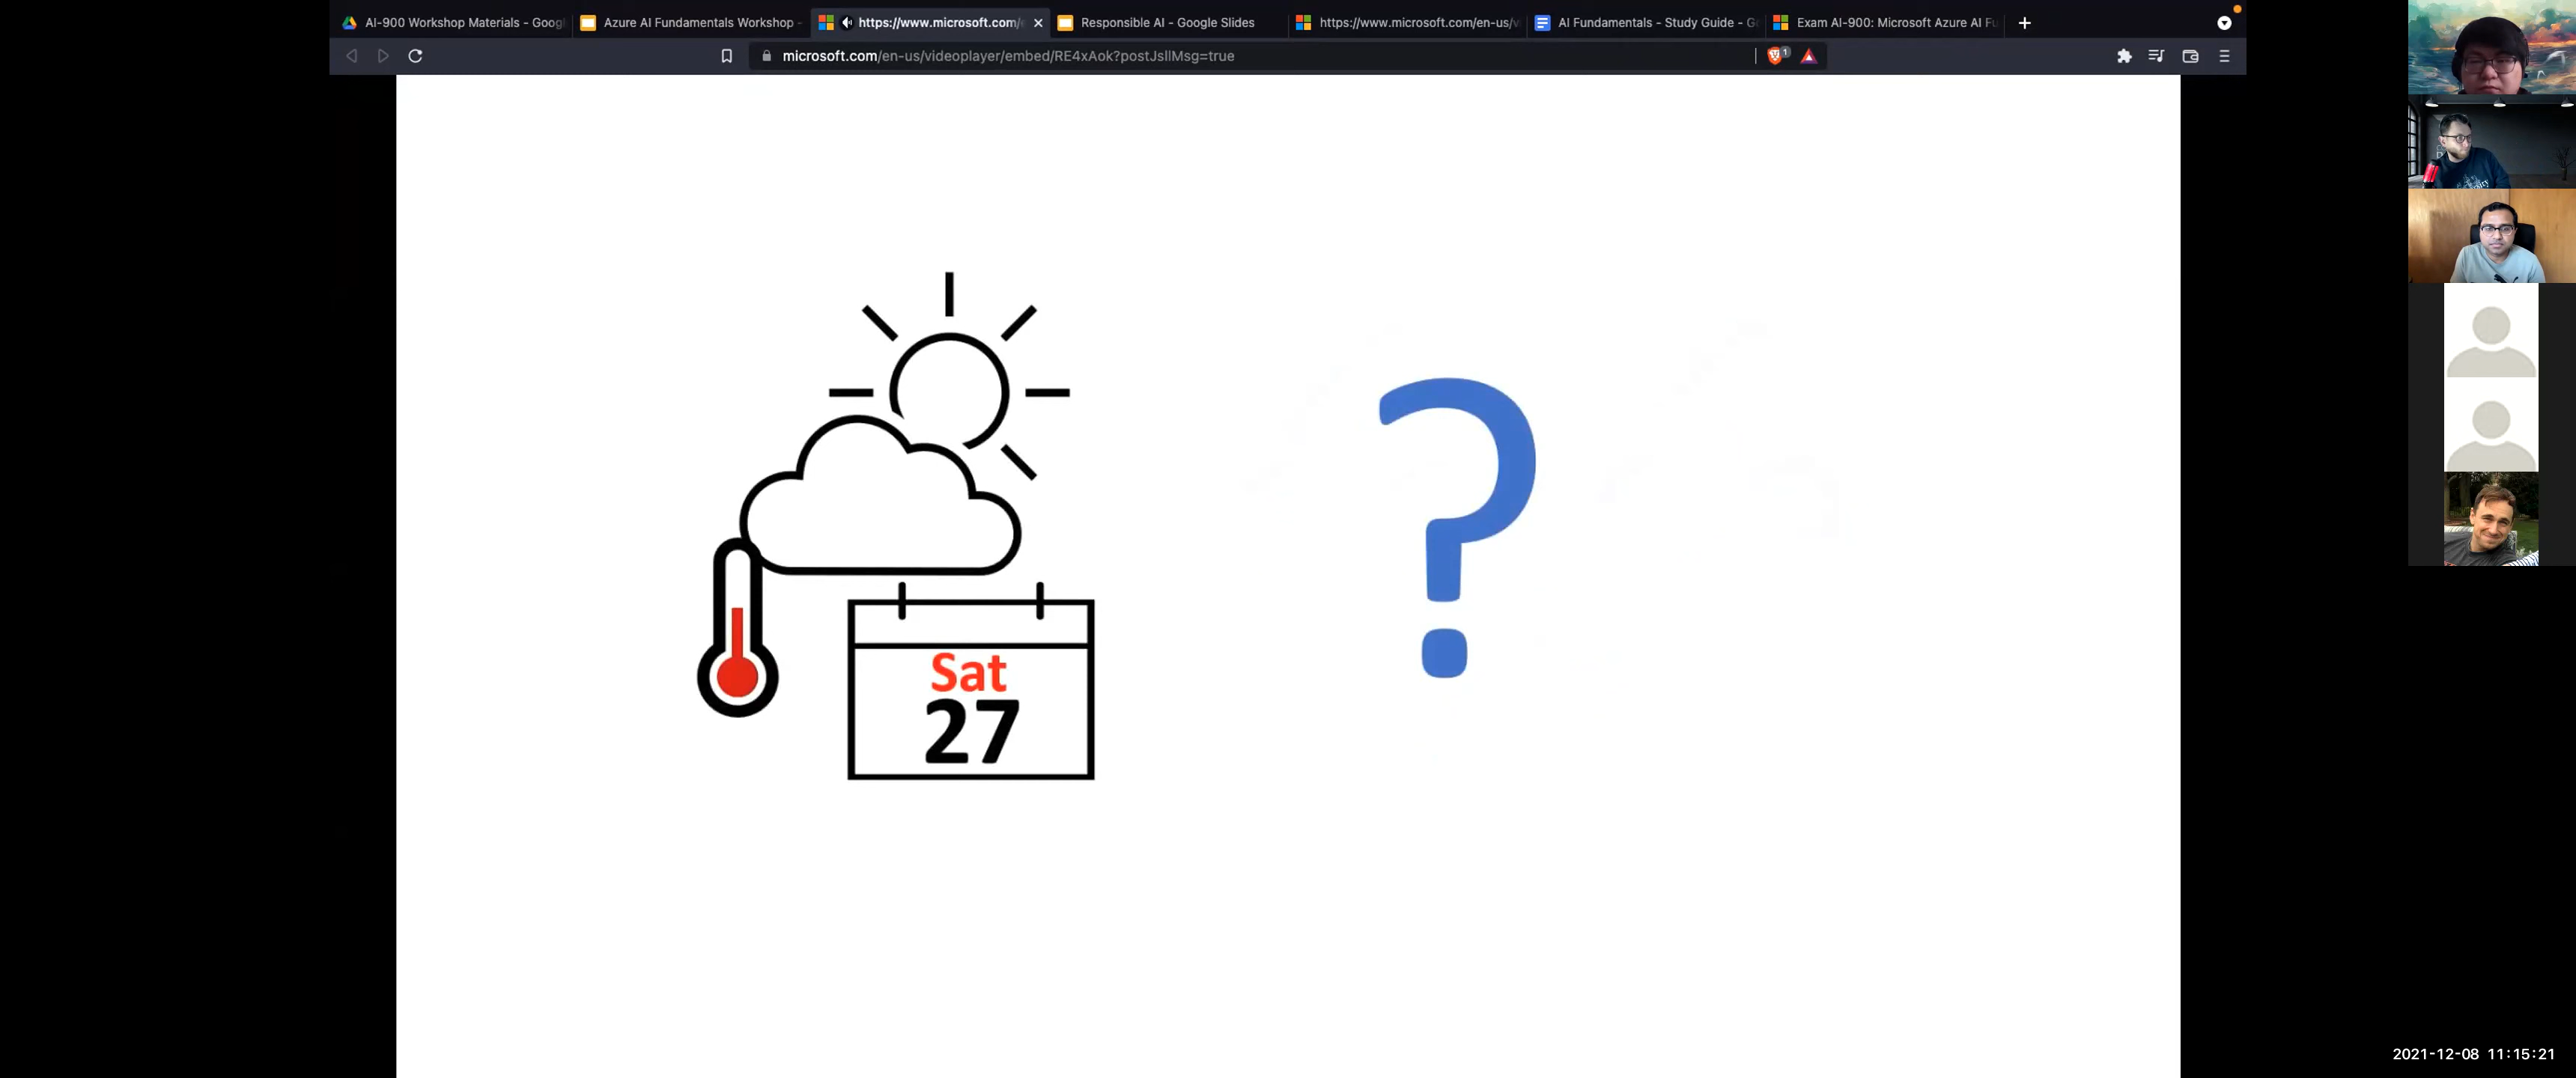 AI-900 Workshop Materials - Googl
Azure AI Fundamentals Workshop -
https://www.microsoft.com/e
Responsible AI - Google Slides
https://www.microsoft.com/en-us/v
AI Fundamentals - Study Guide - Go
Exam AI-900: Microsoft Azure AI Fu
microsoft.com/en-us/videoplayer/embed/RE4xAok?postJsllMsg=true
1
Sat
27
?
2021-12-08 11:15:21